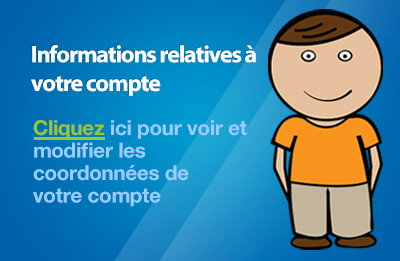 Informations relatives à
votre compte
Cliquez ici pour voir et
modifier les
coordonnées de
votre compte